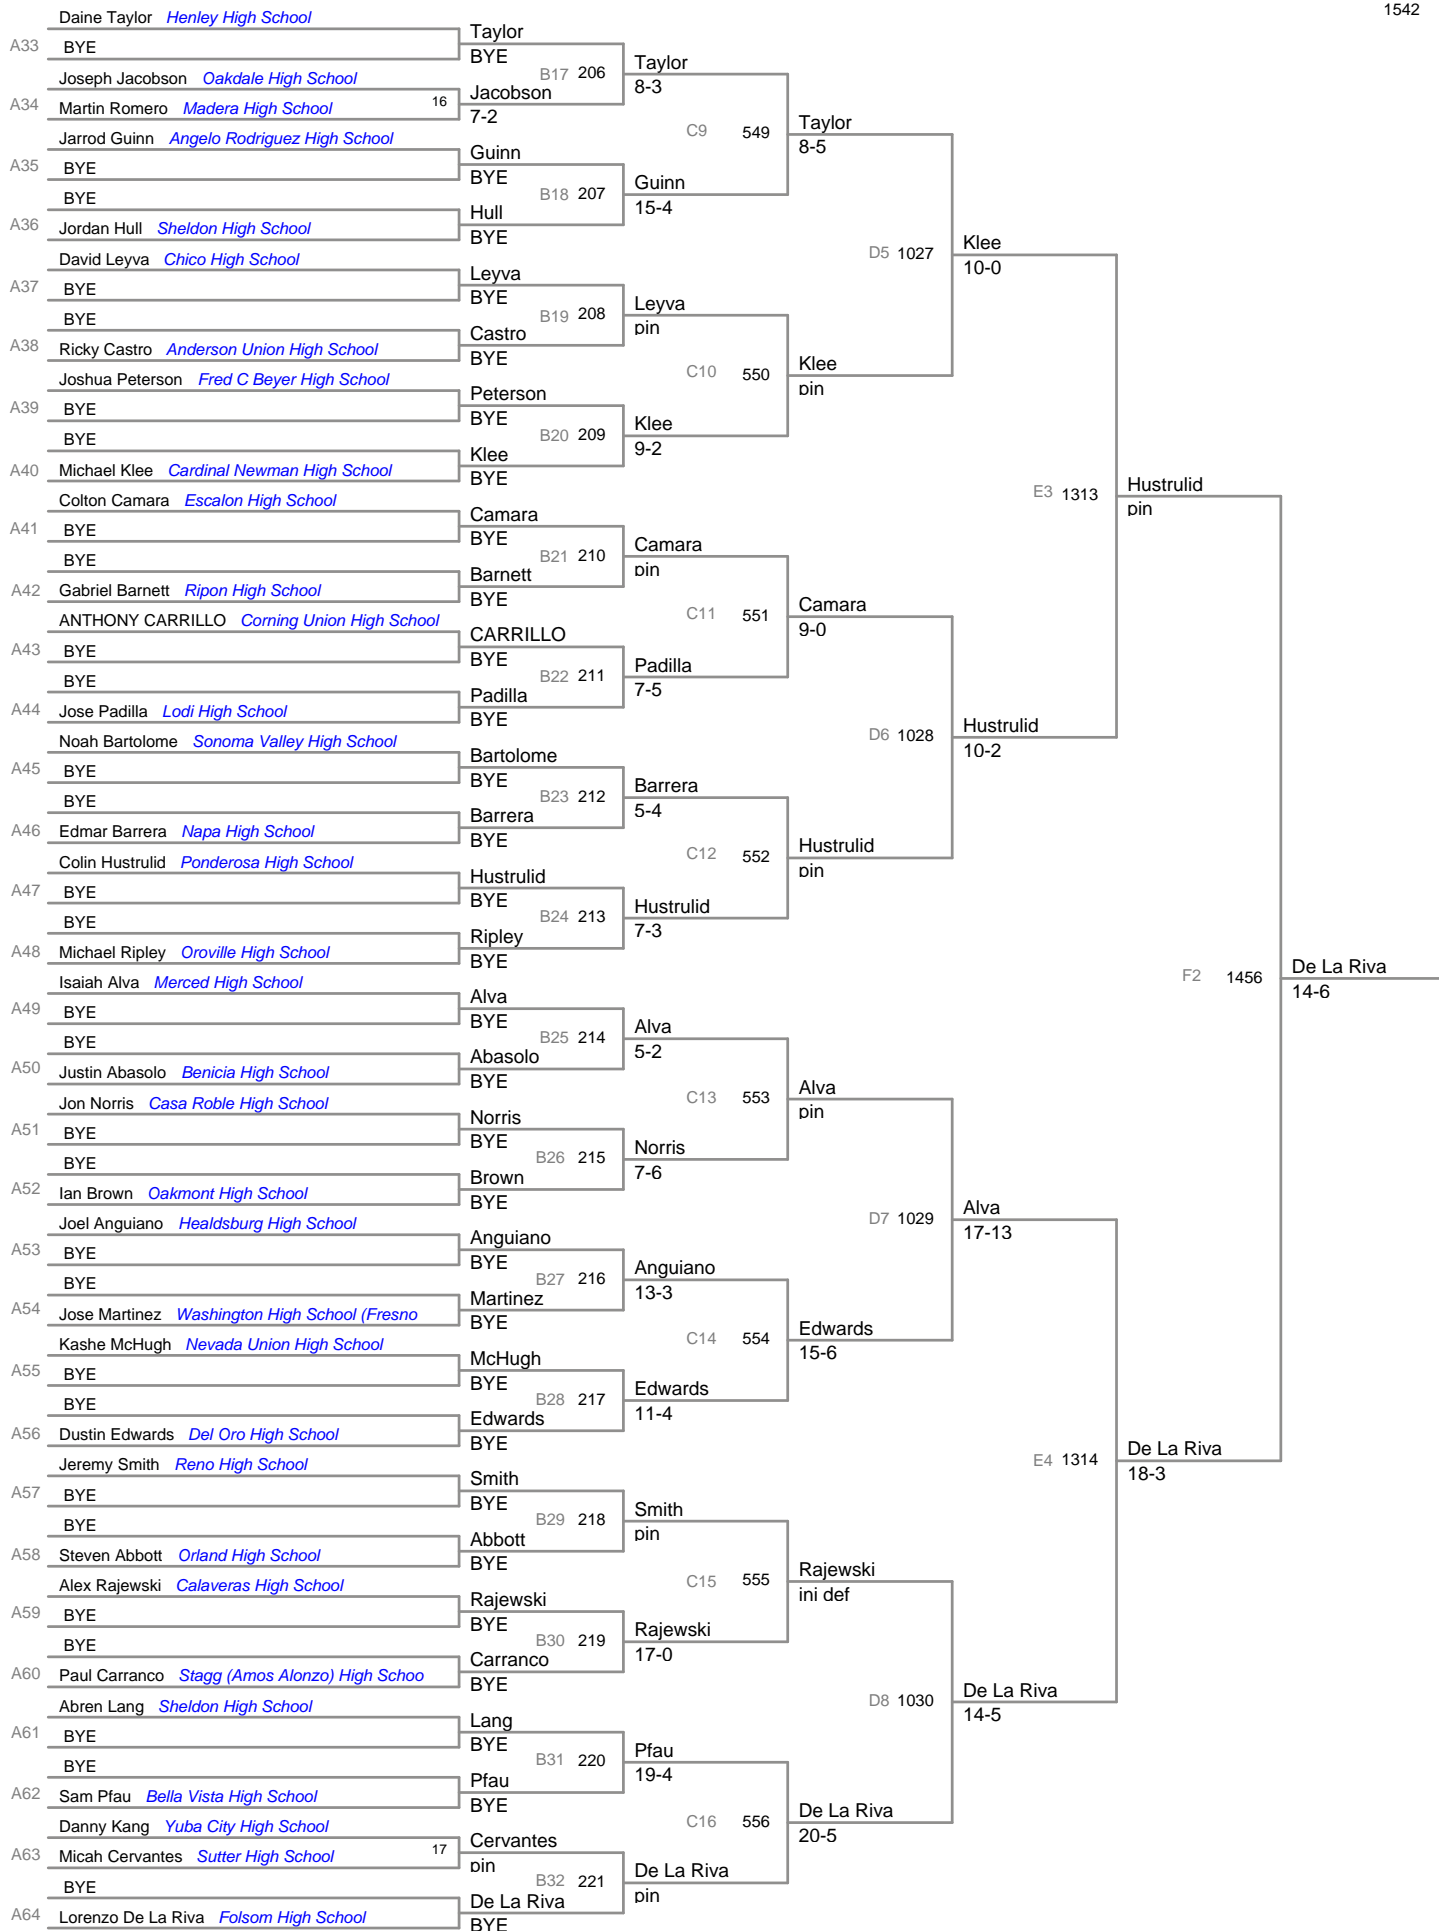 1542
Daine Taylor Henley High School
Taylor
A33 BYE
BYE
B17 206
Taylor
8-3
Joseph Jacobson Oakdale High School
A34 Martin Romero Madera High School 16
Jacobson
7-2
C9 549
Taylor
8-5
Jarrod Guinn Angelo Rodriguez High School
Guinn
A35 BYE
BYE
B18 207
Guinn
15-4
BYE
Hull
A36 Jordan Hull Sheldon High School
BYE
D5 1027
Klee
10-0
David Leyva Chico High School
Leyva
A37 BYE
BYE
B19 208
Leyva
pin
BYE
Castro
A38 Ricky Castro Anderson Union High School
BYE
C10 550
Klee
pin
Joshua Peterson Fred C Beyer High School
Peterson
A39 BYE
BYE
B20 209
Klee
9-2
BYE
Klee
A40 Michael Klee Cardinal Newman High School
BYE
E3 1313
Hustrulid
pin
Colton Camara Escalon High School
Camara
A41 BYE
BYE
B21 210
Camara
pin
BYE
Barnett
A42 Gabriel Barnett Ripon High School
BYE
C11 551
Camara
9-0
ANTHONY CARRILLO Corning Union High School
CARRILLO
A43 BYE
BYE
B22 211
Padilla
7-5
BYE
Padilla
A44 Jose Padilla Lodi High School
BYE
D6 1028
Hustrulid
10-2
Noah Bartolome Sonoma Valley High School
Bartolome
A45 BYE
BYE
B23 212
Barrera
5-4
BYE
Barrera
A46 Edmar Barrera Napa High School
BYE
C12 552
Hustrulid
pin
Colin Hustrulid Ponderosa High School
Hustrulid
A47 BYE
BYE
B24 213
Hustrulid
7-3
BYE
Ripley
A48 Michael Ripley Oroville High School
BYE
F2 1456
De La Riva
14-6
Isaiah Alva Merced High School
Alva
A49 BYE
BYE
B25 214
Alva
5-2
BYE
Abasolo
A50 Justin Abasolo Benicia High School
BYE
C13 553
Alva
pin
Jon Norris Casa Roble High School
Norris
A51 BYE
BYE
B26 215
Norris
7-6
BYE
Brown
A52 Ian Brown Oakmont High School
BYE
D7 1029
Alva
17-13
Joel Anguiano Healdsburg High School
Anguiano
A53 BYE
BYE
B27 216
Anguiano
13-3
BYE
Martinez
A54 Jose Martinez Washington High School (Fresno
BYE
C14 554
Edwards
15-6
Kashe McHugh Nevada Union High School
McHugh
A55 BYE
BYE
B28 217
Edwards
11-4
BYE
Edwards
A56 Dustin Edwards Del Oro High School
BYE
E4 1314
De La Riva
18-3
Jeremy Smith Reno High School
Smith
A57 BYE
BYE
B29 218
Smith
pin
BYE
Abbott
A58 Steven Abbott Orland High School
BYE
C15 555
Rajewski
ini def
Alex Rajewski Calaveras High School
Rajewski
A59 BYE
BYE
B30 219
Rajewski
17-0
BYE
Carranco
A60 Paul Carranco Stagg (Amos Alonzo) High Schoo
BYE
D8 1030
De La Riva
14-5
Abren Lang Sheldon High School
Lang
A61 BYE
BYE
B31 220
Pfau
19-4
BYE
Pfau
A62 Sam Pfau Bella Vista High School
BYE
C16 556
De La Riva
20-5
Danny Kang Yuba City High School
A63 Micah Cervantes Sutter High School 17
Cervantes
pin
B32 221
De La Riva
pin
BYE
De La Riva
A64 Lorenzo De La Riva Folsom High School
BYE